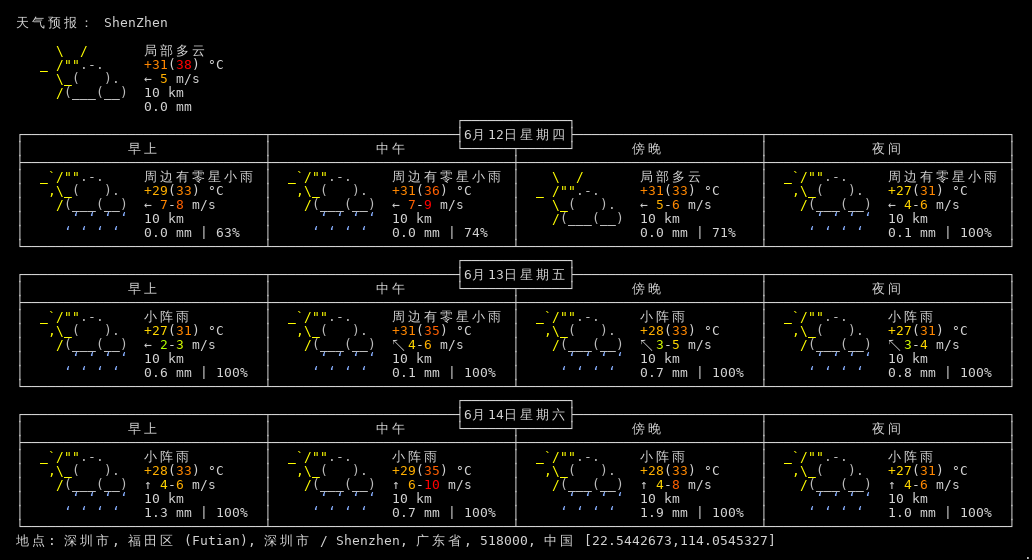 天气预报： ShenZhen
局部多云
+31(38) °C
← 5 m/s
10 km
0.0 mm
6月12日星期四
早上 中午 傍晚 夜间
周边有零星小雨 周边有零星小雨 局部多云 周边有零星小雨
+29(33) °C +31(36) °C +31(33) °C +27(31) °C
← 7-8 m/s ← 7-9 m/s ← 5-6 m/s ← 4-6 m/s
10 km 10 km 10 km 10 km
0.0 mm | 63% 0.0 mm | 74% 0.0 mm | 71% 0.1 mm | 100%
6月13日星期五
早上 中午 傍晚 夜间
小阵雨 周边有零星小雨 小阵雨 小阵雨
+27(31) °C +31(35) °C +28(33) °C +27(31) °C
← 2-3 m/s ↖ 4-6 m/s ↖ 3-5 m/s ↖ 3-4 m/s
10 km 10 km 10 km 10 km
0.6 mm | 100% 0.1 mm | 100% 0.7 mm | 100% 0.8 mm | 100%
6月14日星期六
早上 中午 傍晚 夜间
小阵雨 小阵雨 小阵雨 小阵雨
+28(33) °C +29(35) °C +28(33) °C +27(31) °C
↑ 4-6 m/s ↑ 6-10 m/s ↑ 4-8 m/s ↑ 4-6 m/s
10 km 10 km 10 km 10 km
1.3 mm | 100% 0.7 mm | 100% 1.9 mm | 100% 1.0 mm | 100%
地点: 深圳市, 福田区 (Futian), 深圳市 / Shenzhen, 广东省, 518000, 中国 [22.5442673,114.0545327]